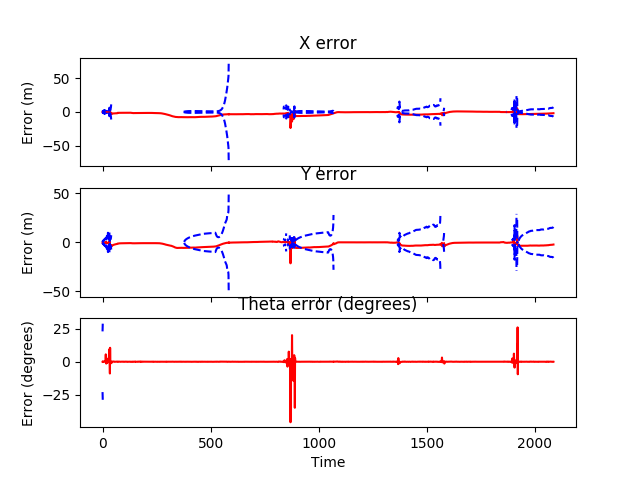 X error
Error (m)
50
0
−50
Y error
Error (m)
50
0
−50
Theta error (degrees)
Error (degrees)
25
0
−25
0
500
1000
1500
2000
Time